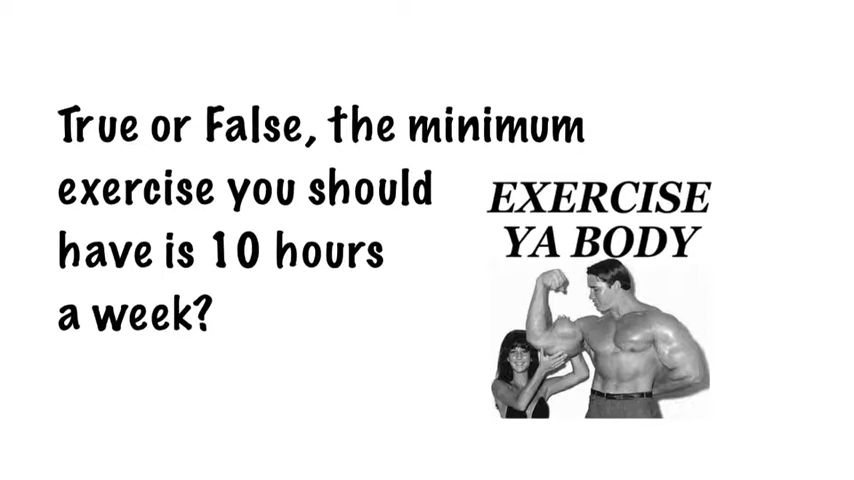 True or False, the minimum
exercise you should
have is 10 hours
a week?
EXERCISE
YA BODY